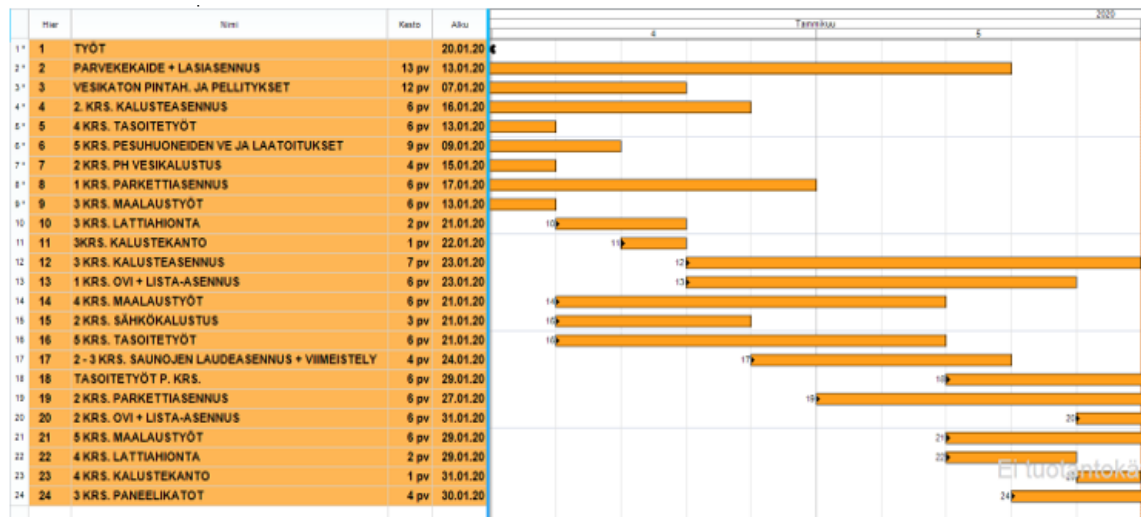 2020
Tammikuu
Hier Nimi Kesto Alku 4 5
1 1 TYÖT 20.01.20
2 2 PARVEKEKAIDE + LASIASENNUS 13 pv 13.01.20
3 3 VESIKATON PINTAH. JA PELLITYKSET 12 pv 07.01.20
4 4 2. KRS. KALUSTEASENNUS 6 pv 16.01.20
5 5 4 KRS. TASOITETYÖT 6 pv 13.01.20
6 6 5 KRS. PESUHUONEIDEN VE JA LAATOITUKSET 9 pv 09.01.20
7 7 2 KRS. PH VESIKALUSTUS 4 pv 15.01.20
8 8 1 KRS. PARKETTIASENNUS 6 pv 17.01.20
9 9 3 KRS. MAALAUSTYÖT 6 pv 13.01.20
10 10 3 KRS. LATTIAHIONTA 2 pv 21.01.20 10
11 11 3KRS. KALUSTEKANTO 1 pv 22.01.20 11
12 12 3 KRS. KALUSTEASENNUS 7 pv 23.01.20 12
13 13 1 KRS. OVI + LISTA-ASENNUS 6 pv 23.01.20 13
14 14 4 KRS. MAALAUSTYÖT 6 pv 21.01.20 14
15 15 2 KRS. SÄHKÖKALUSTUS 3 pv 21.01.20 15
16 16 5 KRS. TASOITETYÖT 6 pv 21.01.20 16
17 17 2 - 3 KRS. SAUNOJEN LAUDEASENNUS + VIIMEISTELY 4 pv 24.01.20 17
18 18 TASOITETYÖT P. KRS. 6 pv 29.01.20 18
19 19 2 KRS. PARKETTIASENNUS 6 pv 27.01.20 19
20 20 2 KRS. OVI + LISTA-ASENNUS 6 pv 31.01.20 20
21 21 5 KRS. MAALAUSTYÖT 6 pv 29.01.20 21
22 22 4 KRS. LATTIAHIONTA 2 pv 29.01.20 22
Ei tuotantokä
23 23 4 KRS. KALUSTEKANTO 1 pv 31.01.20
24 24 3 KRS. PANEELIKATOT 4 pv 30.01.20 24